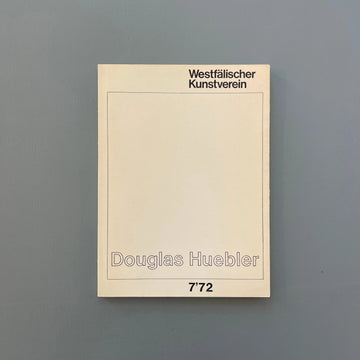 Westfälischer
Kunstverein
Douglas Huebler
7'72